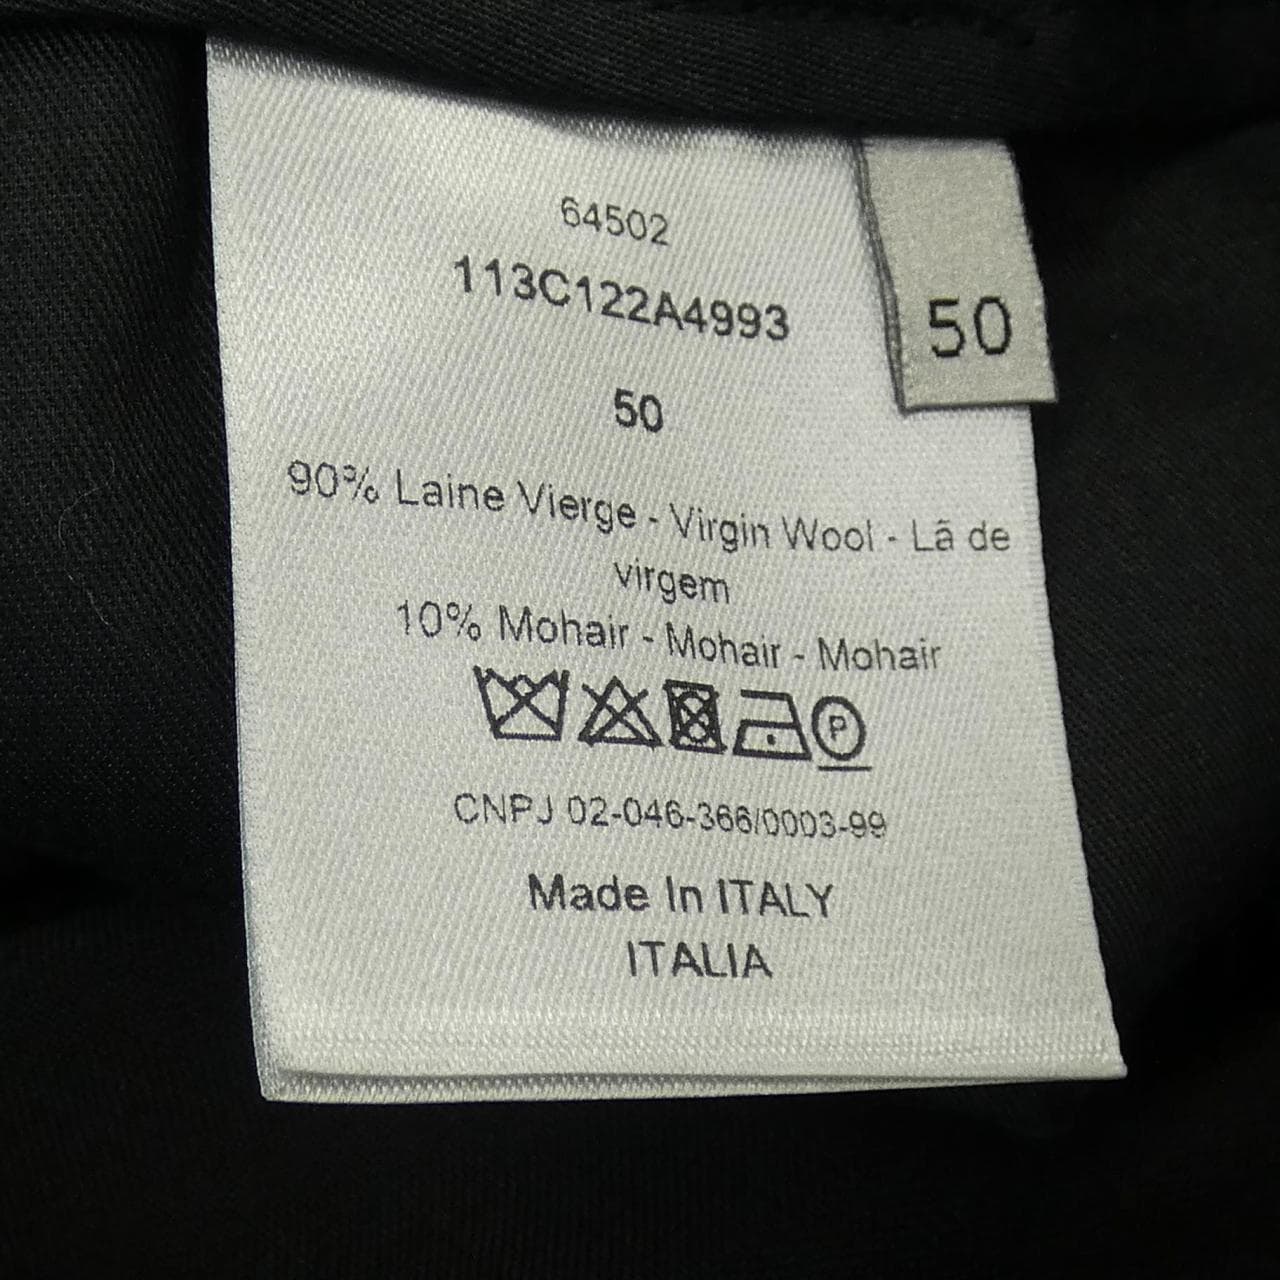 64502
113C122A4993
50
50
90% Laine Vierge - Virgin Wool - Lã de
virgem
10% Mohair - Mohair - Mohair
P
CNPJ 02-046-366/0003-99
Made In ITALY
ITALIA